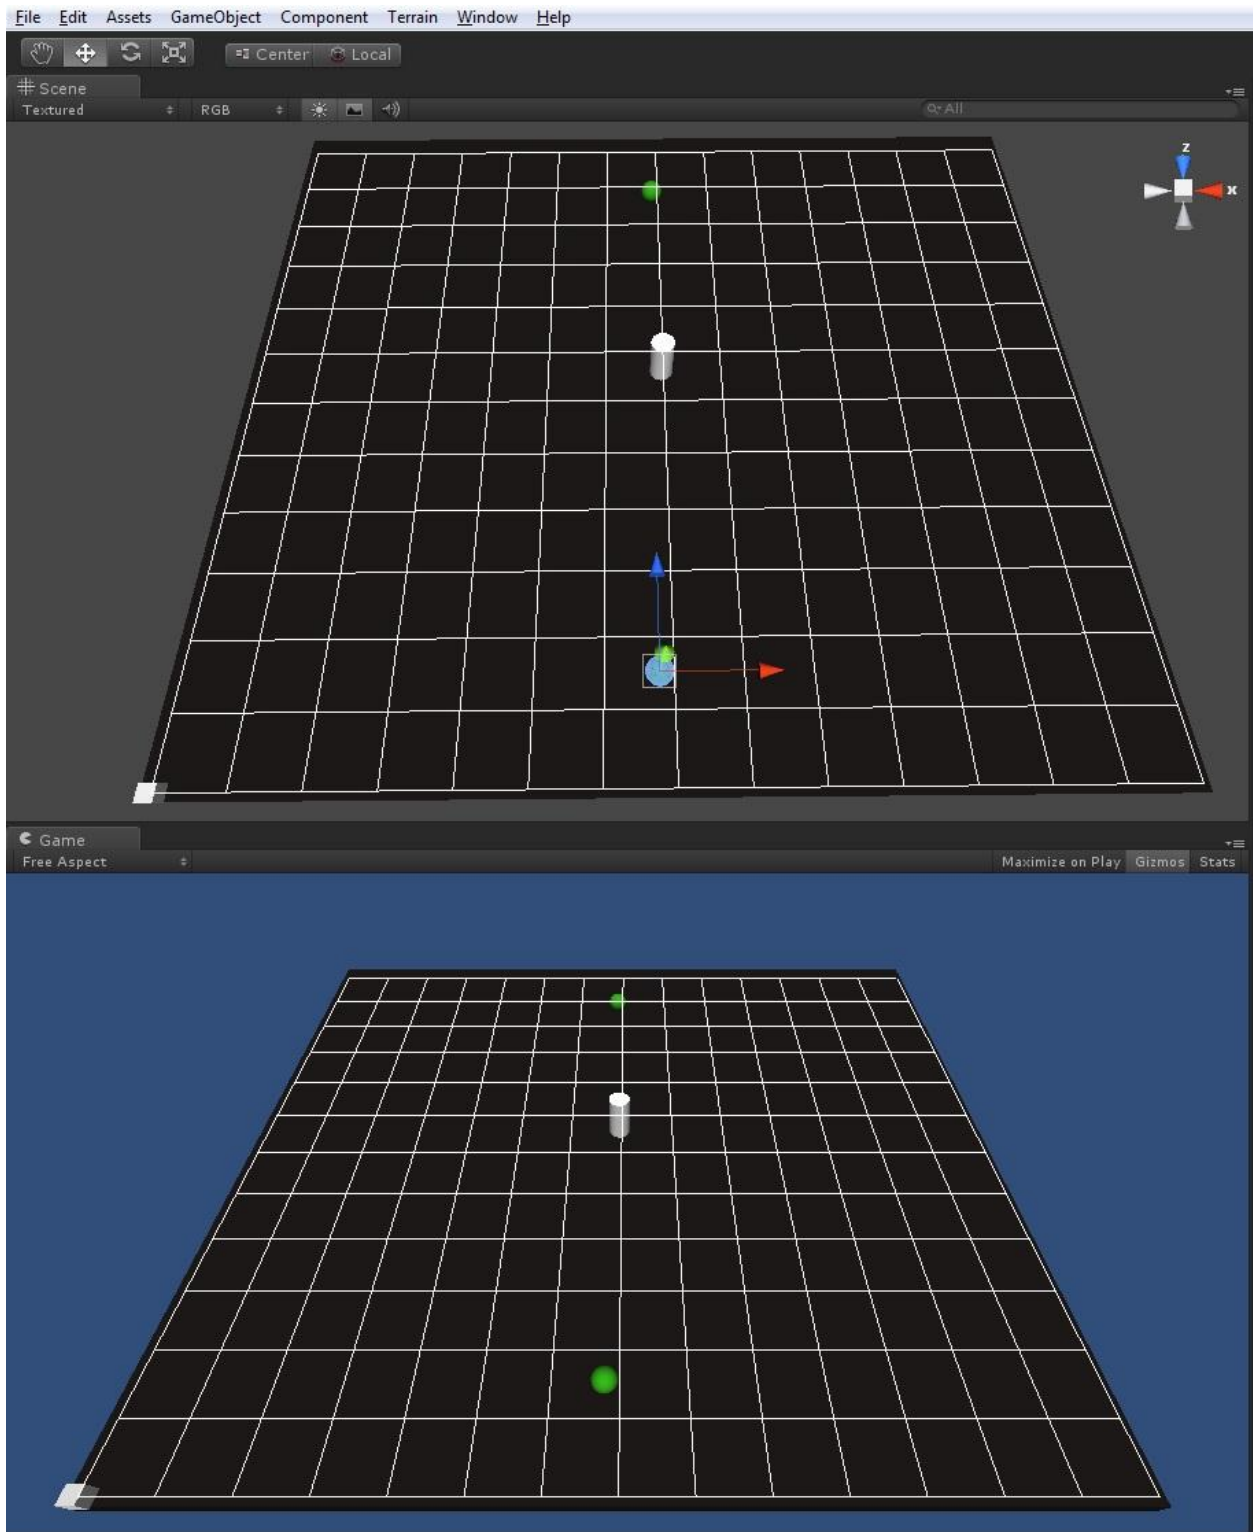 File Edit Assets GameObject Component Terrain Window Help
Center Local
Scene
Textured RGB All
z
x
Game
Free Aspect Maximize on Play Gizmos Stats